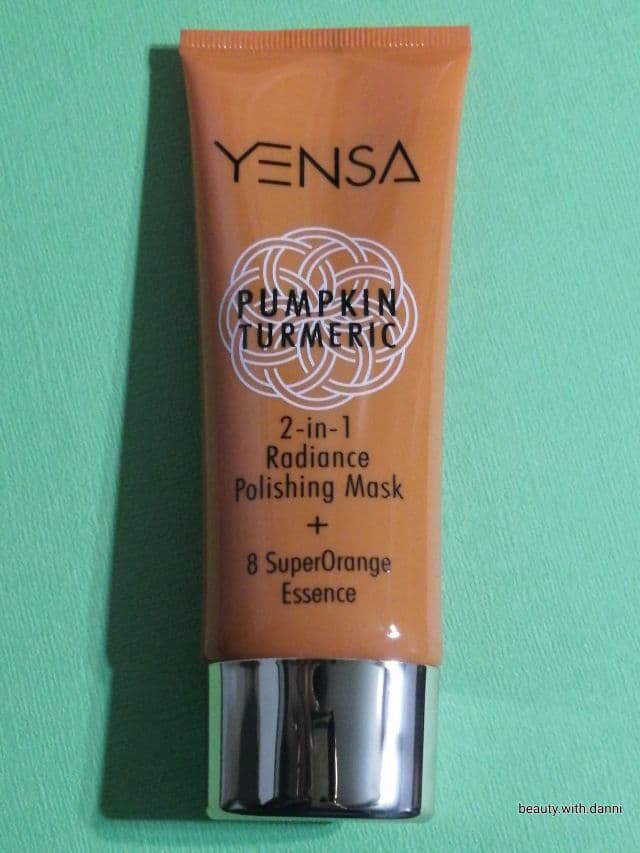 YENSA
PUMPKIN
TURMERIC
2-in-1
Radiance
Polishing Mask
+
8 SuperOrange
Essence
beauty.with.danni